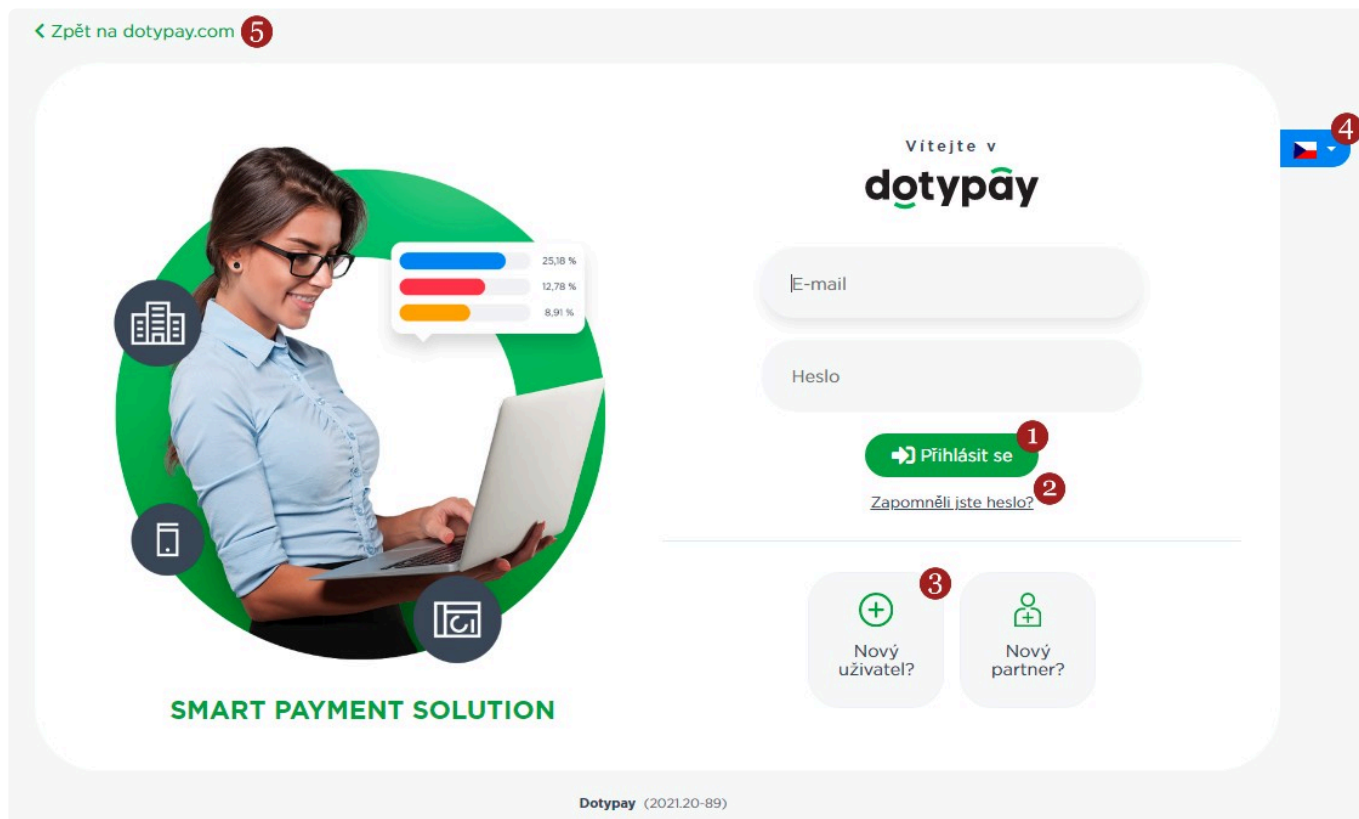 Zpět na dotypay.com 5
4
Vítejte v
dotypay
25,18 %
12,78 %
8,91 %
E-mail
Heslo
Přihlásit se 1
Zapomněli jste heslo? 2
3
Nový
uživatel?
Nový
partner?
SMART PAYMENT SOLUTION
Dotypay (2021.20-89)